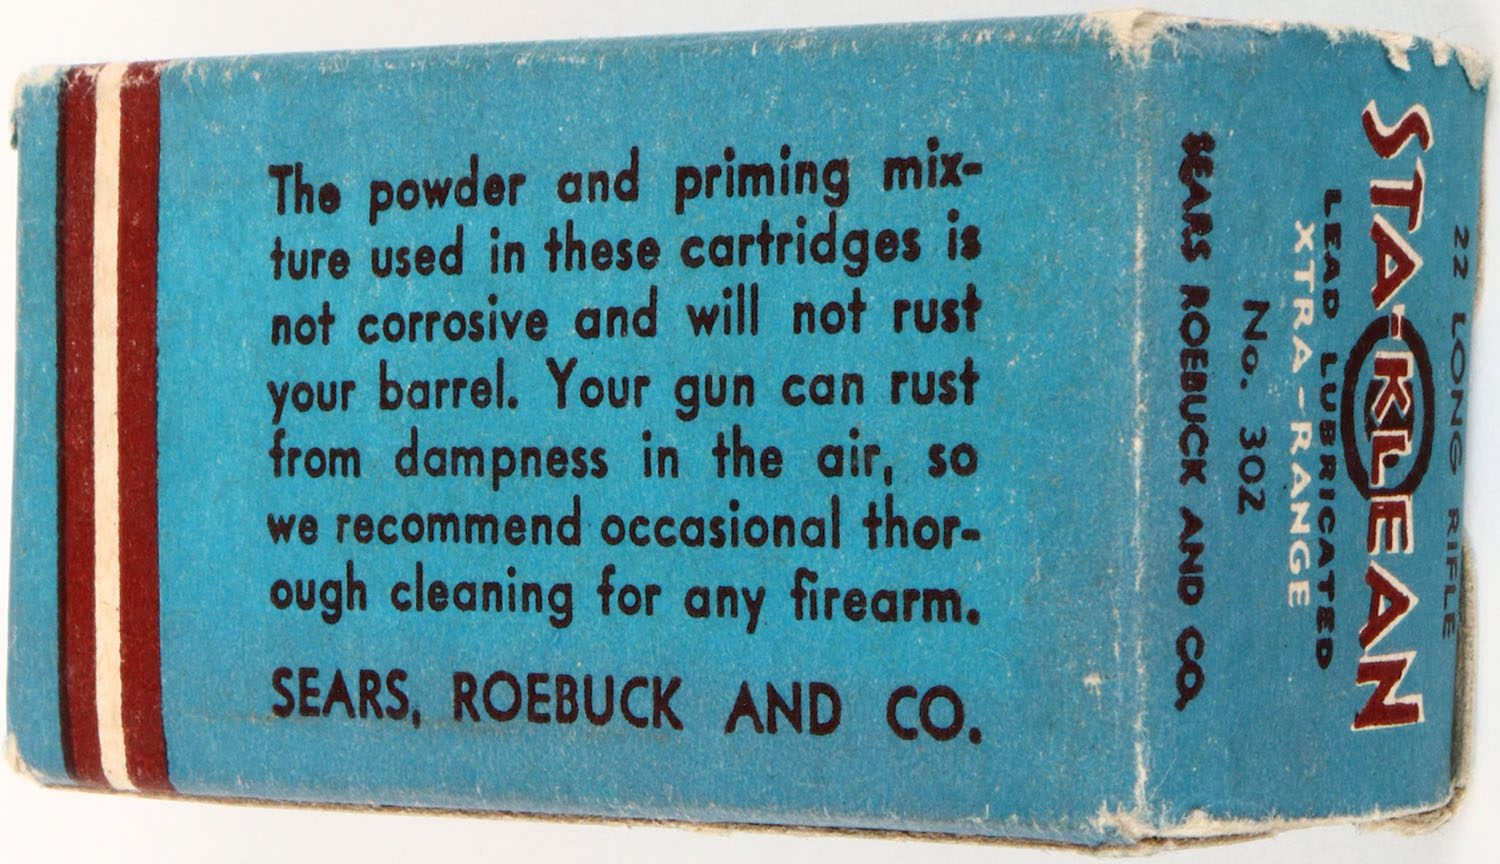 The powder and priming mix-
ture used in these cartridges is
not corrosive and will not rust
your barrel. Your gun can rust
from dampness in the air, so
we recommend occasional thor-
ough cleaning for any firearm.
SEARS, ROEBUCK AND CO.
22 LONG RIFLE
STA-KLEAN
LEAD LUBRICATED
XTRA-RANGE
No. 302
SEARS ROEBUCK AND CO.